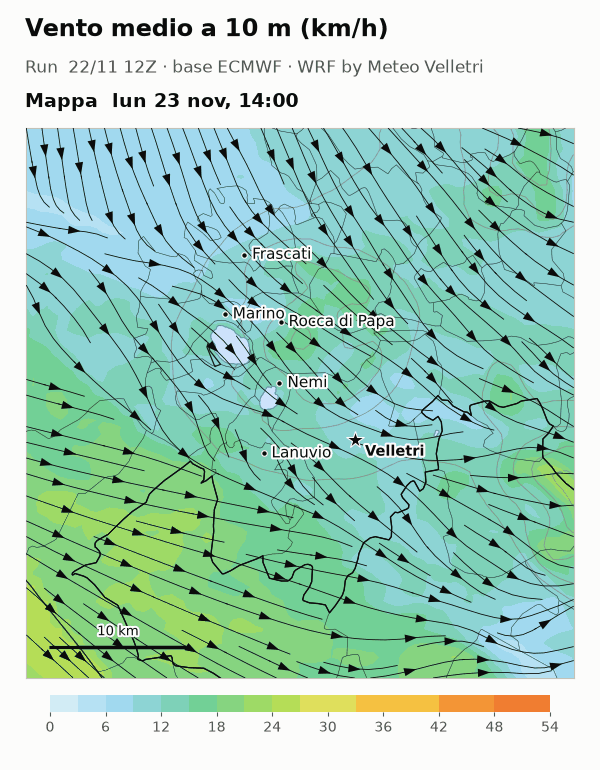 Vento medio a 10 m (km/h)
Run 22/11 12Z · base ECMWF · WRF by Meteo Velletri
Mappa lun 23 nov, 14:00
Frascati
Marino
Rocca di Papa
Nemi
Velletri
Lanuvio
10 km
0 6 12 18 24 30 36 42 48 54